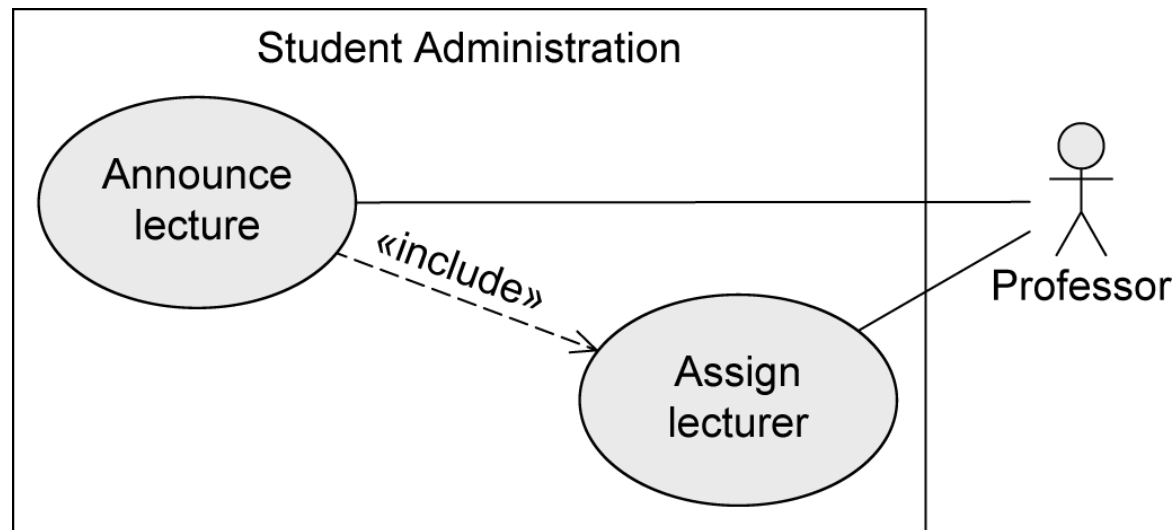 Student Administration
Announce
lecture
«include»
Professor
Assign
lecturer